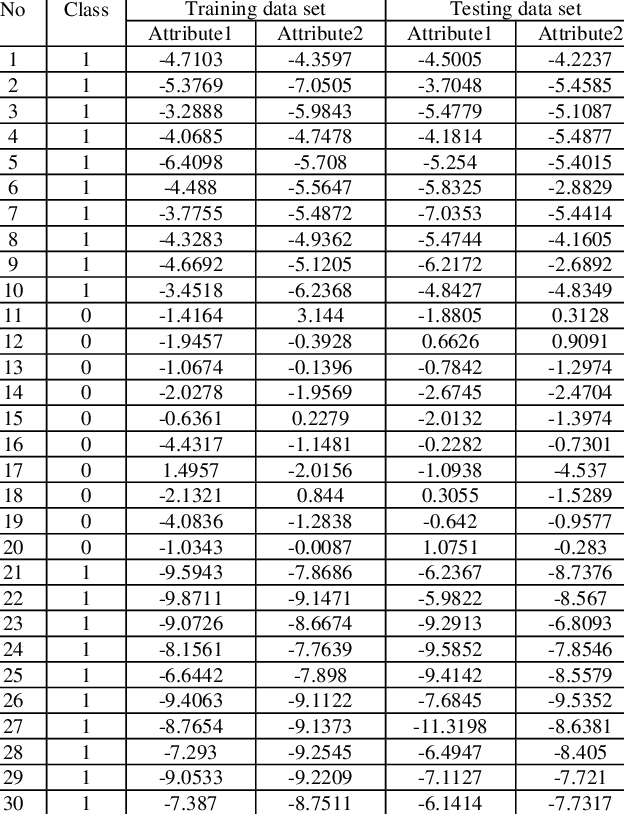 No Class Training data set Testing data set
Attribute1 Attribute2 Attribute1 Attribute2
1 1 -4.7103 -4.3597 -4.5005 -4.2237
2 1 -5.3769 -7.0505 -3.7048 -5.4585
3 1 -3.2888 -5.9843 -5.4779 -5.1087
4 1 -4.0685 -4.7478 -4.1814 -5.4877
5 1 -6.4098 -5.708 -5.254 -5.4015
6 1 -4.488 -5.5647 -5.8325 -2.8829
7 1 -3.7755 -5.4872 -7.0353 -5.4414
8 1 -4.3283 -4.9362 -5.4744 -4.1605
9 1 -4.6692 -5.1205 -6.2172 -2.6892
10 1 -3.4518 -6.2368 -4.8427 -4.8349
11 0 -1.4164 3.144 -1.8805 0.3128
12 0 -1.9457 -0.3928 0.6626 0.9091
13 0 -1.0674 -0.1396 -0.7842 -1.2974
14 0 -2.0278 -1.9569 -2.6745 -2.4704
15 0 -0.6361 0.2279 -2.0132 -1.3974
16 0 -4.4317 -1.1481 -0.2282 -0.7301
17 0 1.4957 -2.0156 -1.0938 -4.537
18 0 -2.1321 0.844 0.3055 -1.5289
19 0 -4.0836 -1.2838 -0.642 -0.9577
20 0 -1.0343 -0.0087 1.0751 -0.283
21 1 -9.5943 -7.8686 -6.2367 -8.7376
22 1 -9.8711 -9.1471 -5.9822 -8.567
23 1 -9.0726 -8.6674 -9.2913 -6.8093
24 1 -8.1561 -7.7639 -9.5852 -7.8546
25 1 -6.6442 -7.898 -9.4142 -8.5579
26 1 -9.4063 -9.1122 -7.6845 -9.5352
27 1 -8.7654 -9.1373 -11.3198 -8.6381
28 1 -7.293 -9.2545 -6.4947 -8.405
29 1 -9.0533 -9.2209 -7.1127 -7.721
30 1 -7.387 -8.7511 -6.1414 -7.7317